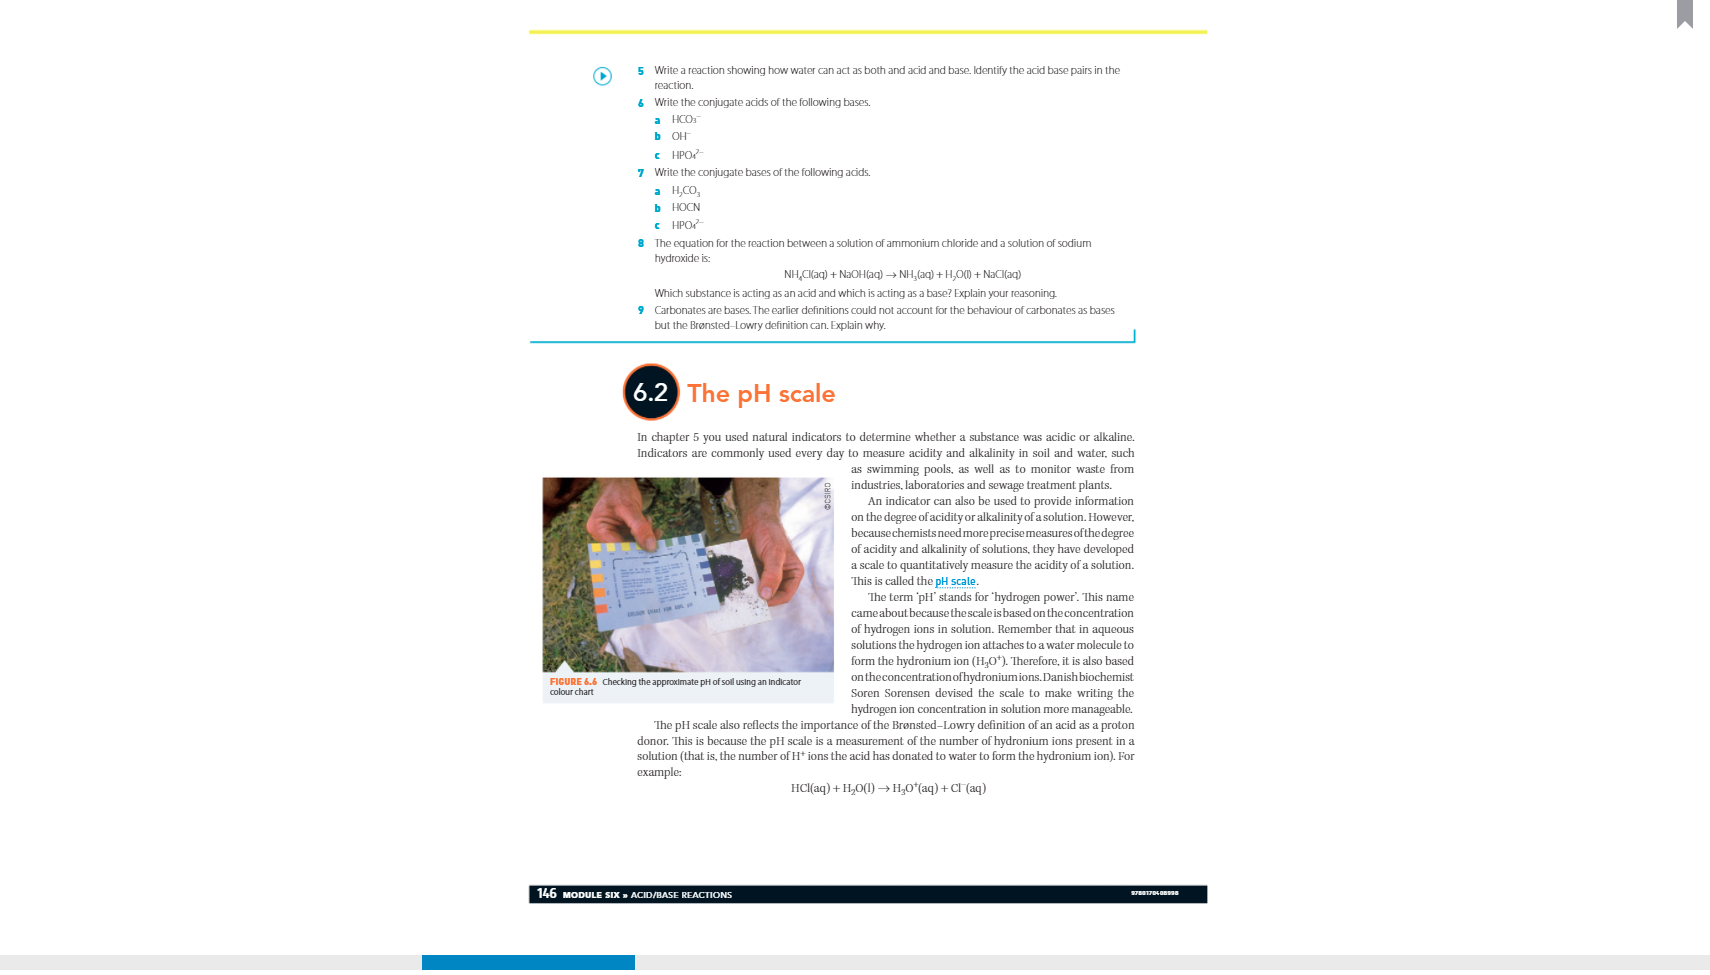 5 Write a reaction showing how water can act as both and acid and base. Identify the acid base pairs in the
reaction.
6 Write the conjugate acids of the following bases.
a HCO₃⁻
b OH⁻
c HPO₄²⁻
7 Write the conjugate bases of the following acids.
a H₂CO₃
b HOCN
c HPO₄²⁻
8 The equation for the reaction between a solution of ammonium chloride and a solution of sodium
hydroxide is:
NH₄Cl(aq) + NaOH(aq) → NH₃(aq) + H₂O(l) + NaCl(aq)
Which substance is acting as an acid and which is acting as a base? Explain your reasoning.
9 Carbonates are bases. The earlier definitions could not account for the behaviour of carbonates as bases
but the Brønsted–Lowry definition can. Explain why.
6.2 The pH scale
In chapter 5 you used natural indicators to determine whether a substance was acidic or alkaline.
Indicators are commonly used every day to measure acidity and alkalinity in soil and water, such
as swimming pools, as well as to monitor waste from
industries, laboratories and sewage treatment plants.
An indicator can also be used to provide information
on the degree of acidity or alkalinity of a solution. However,
because chemists need more precise measures of the degree
of acidity and alkalinity of solutions, they have developed
a scale to quantitatively measure the acidity of a solution.
This is called the pH scale.
The term 'pH' stands for 'hydrogen power'. This name
came about because the scale is based on the concentration
of hydrogen ions in solution. Remember that in aqueous
solutions the hydrogen ion attaches to a water molecule to
form the hydronium ion (H₃O⁺). Therefore, it is also based
on the concentration of hydronium ions. Danish biochemist
Soren Sorensen devised the scale to make writing the
hydrogen ion concentration in solution more manageable.
©CSIRO
COLOUR CHART FOR SOIL pH
FIGURE 6.6 Checking the approximate pH of soil using an indicator
colour chart
The pH scale also reflects the importance of the Brønsted–Lowry definition of an acid as a proton
donor. This is because the pH scale is a measurement of the number of hydronium ions present in a
solution (that is, the number of H⁺ ions the acid has donated to water to form the hydronium ion). For
example:
HCl(aq) + H₂O(l) → H₃O⁺(aq) + Cl⁻(aq)
146 MODULE SIX » ACID/BASE REACTIONS
9780170408998